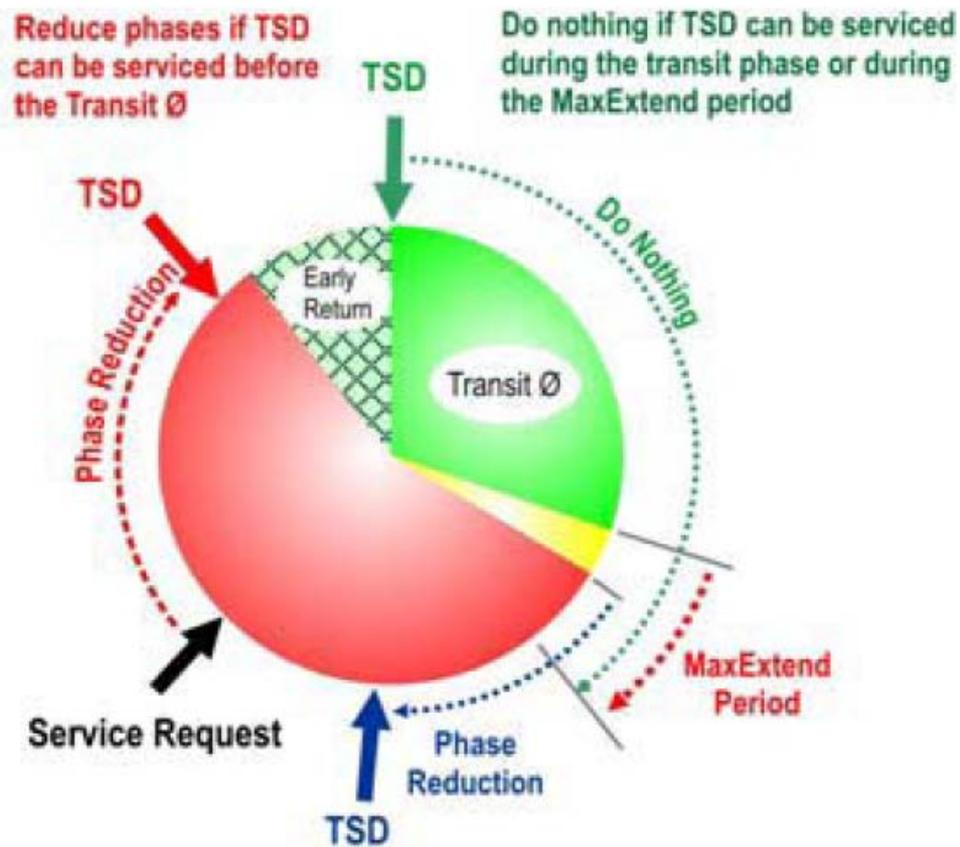 Reduce phases if TSD
can be serviced before
the Transit Ø
Do nothing if TSD can be serviced
during the transit phase or during
the MaxExtend period
TSD
TSD
Do Nothing
Early
Return
Phase Reduction
Transit Ø
MaxExtend
Period
Service Request
Phase
Reduction
TSD